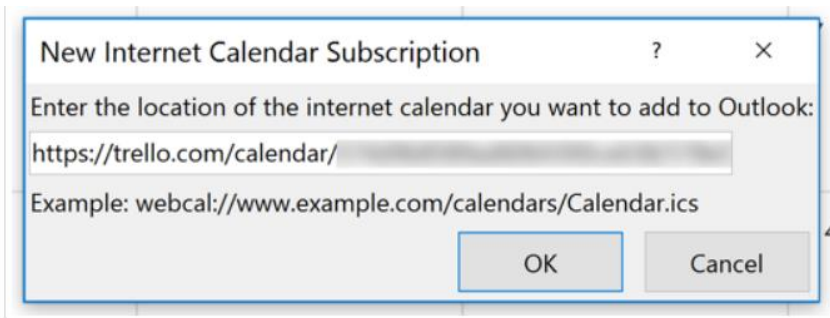 New Internet Calendar Subscription ? ×
Enter the location of the internet calendar you want to add to Outlook:
https://trello.com/calendar/
Example: webcal://www.example.com/calendars/Calendar.ics
OK Cancel